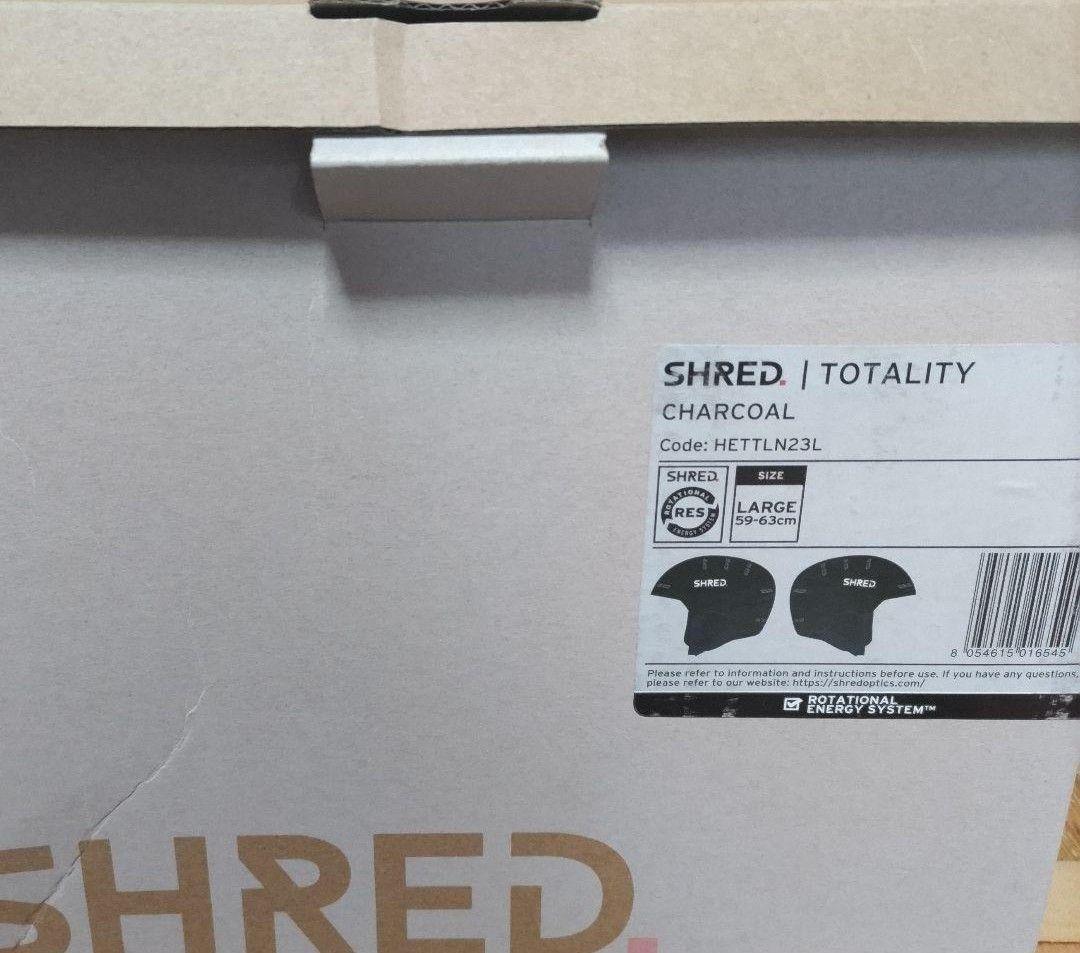 SHRED. | TOTALITY
CHARCOAL
Code: HETTLN23L
SHRED.
ROTATIONAL
RES
ENERGY SYSTEM
SIZE
LARGE
59-63cm
SHRED
SHRED
8 054615 016545
Please refer to information and instructions before use. If you have any questions,
please refer to our website: https://shredoptics.com/
ROTATIONAL
ENERGY SYSTEM™
SHRED.